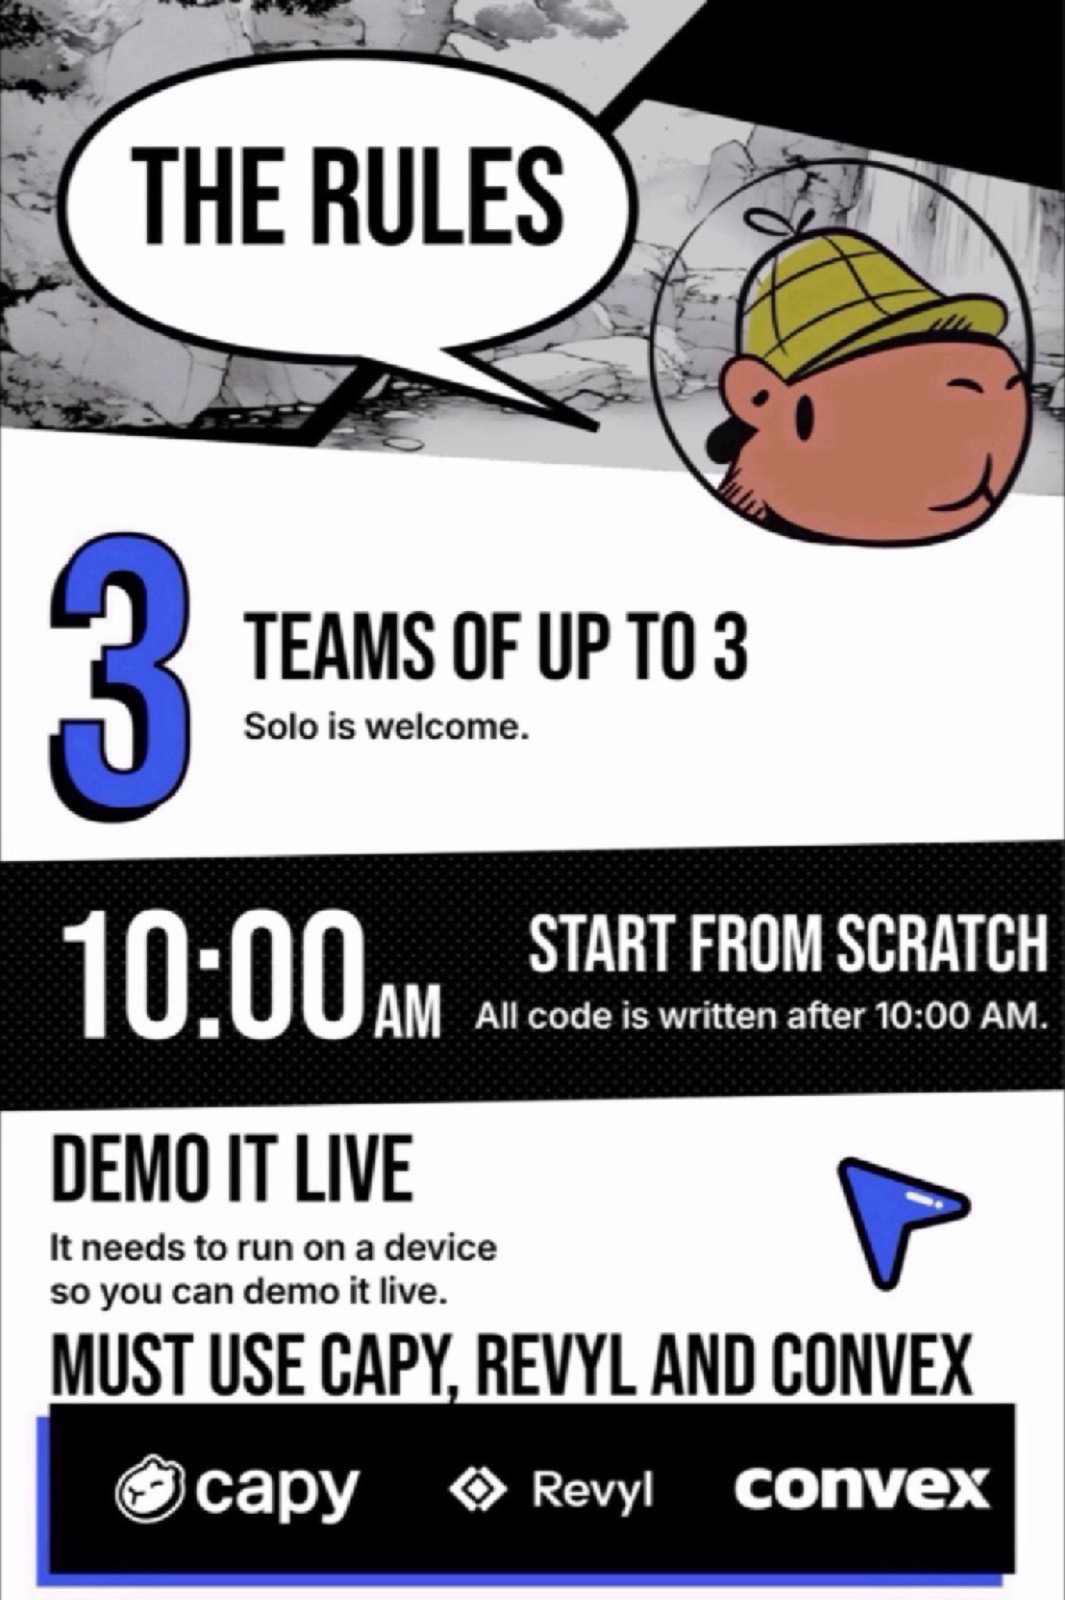 THE RULES
3
TEAMS OF UP TO 3
Solo is welcome.
10:00 AM
START FROM SCRATCH
All code is written after 10:00 AM.
DEMO IT LIVE
It needs to run on a device
so you can demo it live.
MUST USE CAPY, REVYL AND CONVEX
capy Revyl convex